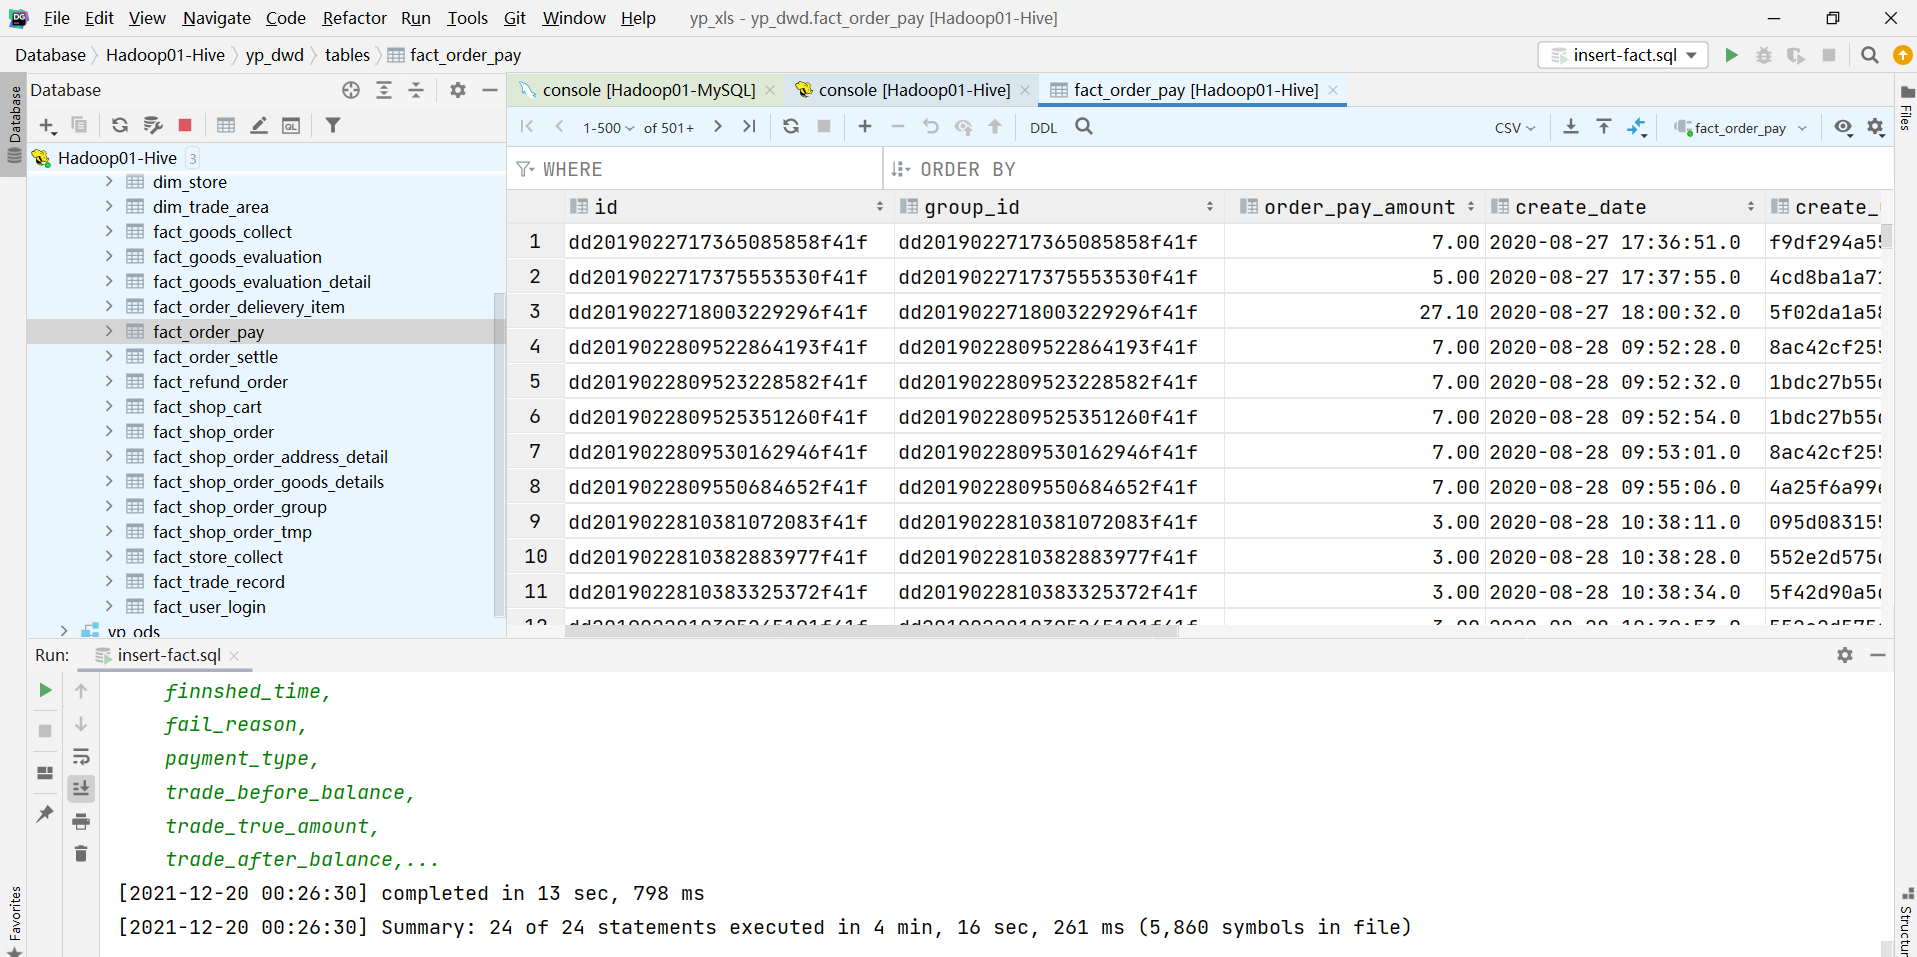 DG File Edit View Navigate Code Refactor Run Tools Git Window Help yp_xls - yp_dwd.fact_order_pay [Hadoop01-Hive]
Database Hadoop01-Hive yp_dwd tables fact_order_pay insert-fact.sql
Database
Database
console [Hadoop01-MySQL] console [Hadoop01-Hive] fact_order_pay [Hadoop01-Hive]
Files
1-500 of 501+ DDL CSV fact_order_pay
Hadoop01-Hive 3
WHERE ORDER BY
dim_store
dim_trade_area
fact_goods_collect
fact_goods_evaluation
fact_goods_evaluation_detail
fact_order_delievery_item
fact_order_pay
fact_order_settle
fact_refund_order
fact_shop_cart
fact_shop_order
fact_shop_order_address_detail
fact_shop_order_goods_details
fact_shop_order_group
fact_shop_order_tmp
fact_store_collect
fact_trade_record
fact_user_login
yp_ods
id group_id order_pay_amount create_date create_
1 dd2019022717365085858f41f dd2019022717365085858f41f 7.00 2020-08-27 17:36:51.0 f9df294a55
2 dd2019022717375553530f41f dd2019022717375553530f41f 5.00 2020-08-27 17:37:55.0 4cd8ba1a71
3 dd2019022718003229296f41f dd2019022718003229296f41f 27.10 2020-08-27 18:00:32.0 5f02da1a58
4 dd2019022809522864193f41f dd2019022809522864193f41f 7.00 2020-08-28 09:52:28.0 8ac42cf255
5 dd2019022809523228582f41f dd2019022809523228582f41f 7.00 2020-08-28 09:52:32.0 1bdc27b55
6 dd2019022809525351260f41f dd2019022809525351260f41f 7.00 2020-08-28 09:52:54.0 1bdc27b55
7 dd2019022809530162946f41f dd2019022809530162946f41f 7.00 2020-08-28 09:53:01.0 8ac42cf255
8 dd2019022809550684652f41f dd2019022809550684652f41f 7.00 2020-08-28 09:55:06.0 4a25f6a99
9 dd2019022810381072083f41f dd2019022810381072083f41f 3.00 2020-08-28 10:38:11.0 095d083155
10 dd2019022810382883977f41f dd2019022810382883977f41f 3.00 2020-08-28 10:38:28.0 552e2d575
11 dd2019022810383325372f41f dd2019022810383325372f41f 3.00 2020-08-28 10:38:34.0 5f42d90a5
Run: insert-fact.sql
finnshed_time,
fail_reason,
payment_type,
trade_before_balance,
trade_true_amount,
trade_after_balance,...
[2021-12-20 00:26:30] completed in 13 sec, 798 ms
[2021-12-20 00:26:30] Summary: 24 of 24 statements executed in 4 min, 16 sec, 261 ms (5,860 symbols in file)
Favorites
Structur